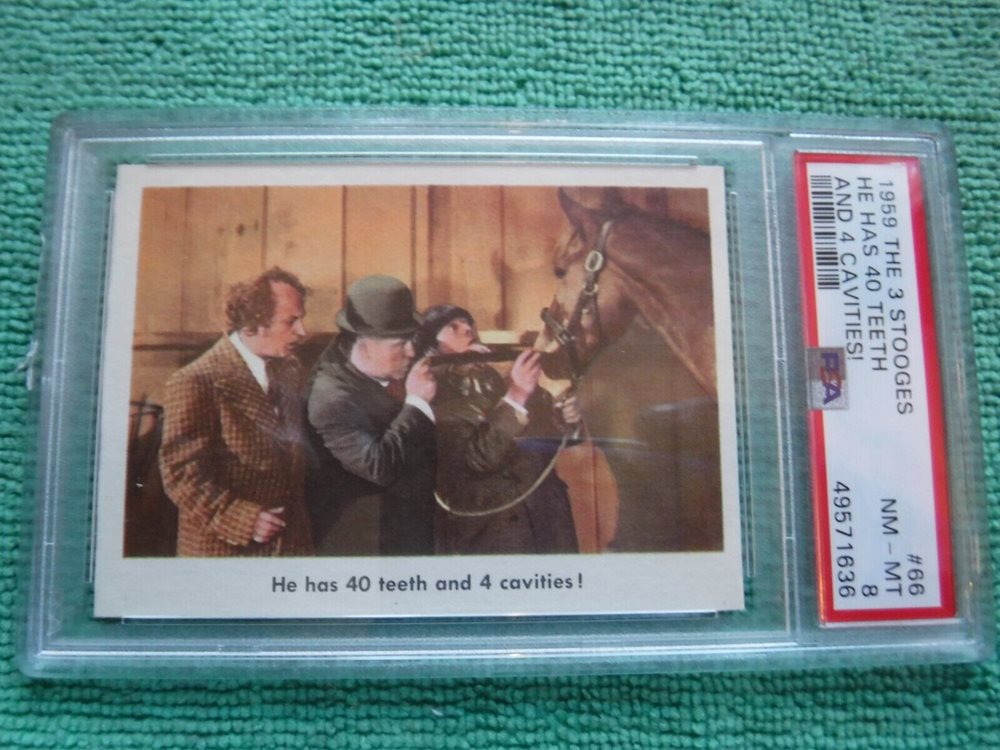 He has 40 teeth and 4 cavities!
1959 THE 3 STOOGES #66
HE HAS 40 TEETH NM - MT
AND 4 CAVITIES! 8
PSA 49571636